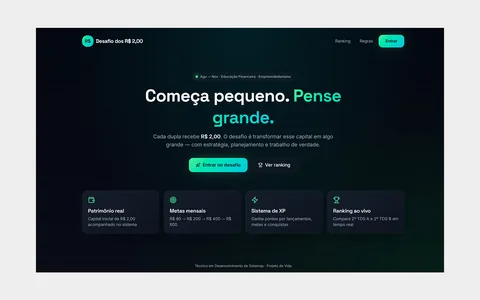 R$ Desafio dos R$ 2,00
Ranking Regras Entrar
Ago — Nov · Educação Financeira · Empreendedorismo
Começa pequeno. Pense
grande.
Cada dupla recebe R$ 2,00. O desafio é transformar esse capital em algo
grande — com estratégia, planejamento e trabalho de verdade.
Entrar no desafio Ver ranking
Patrimônio real
Capital inicial de R$ 2,00
acompanhado no sistema
Metas mensais
R$ 80 → R$ 200 → R$ 400 → R$
600
Sistema de XP
Ganhe pontos por lançamentos,
metas e conquistas
Ranking ao vivo
Compare 2º TDS A e 2º TDS B em
tempo real
Técnico em Desenvolvimento de Sistemas · Projeto de Vida